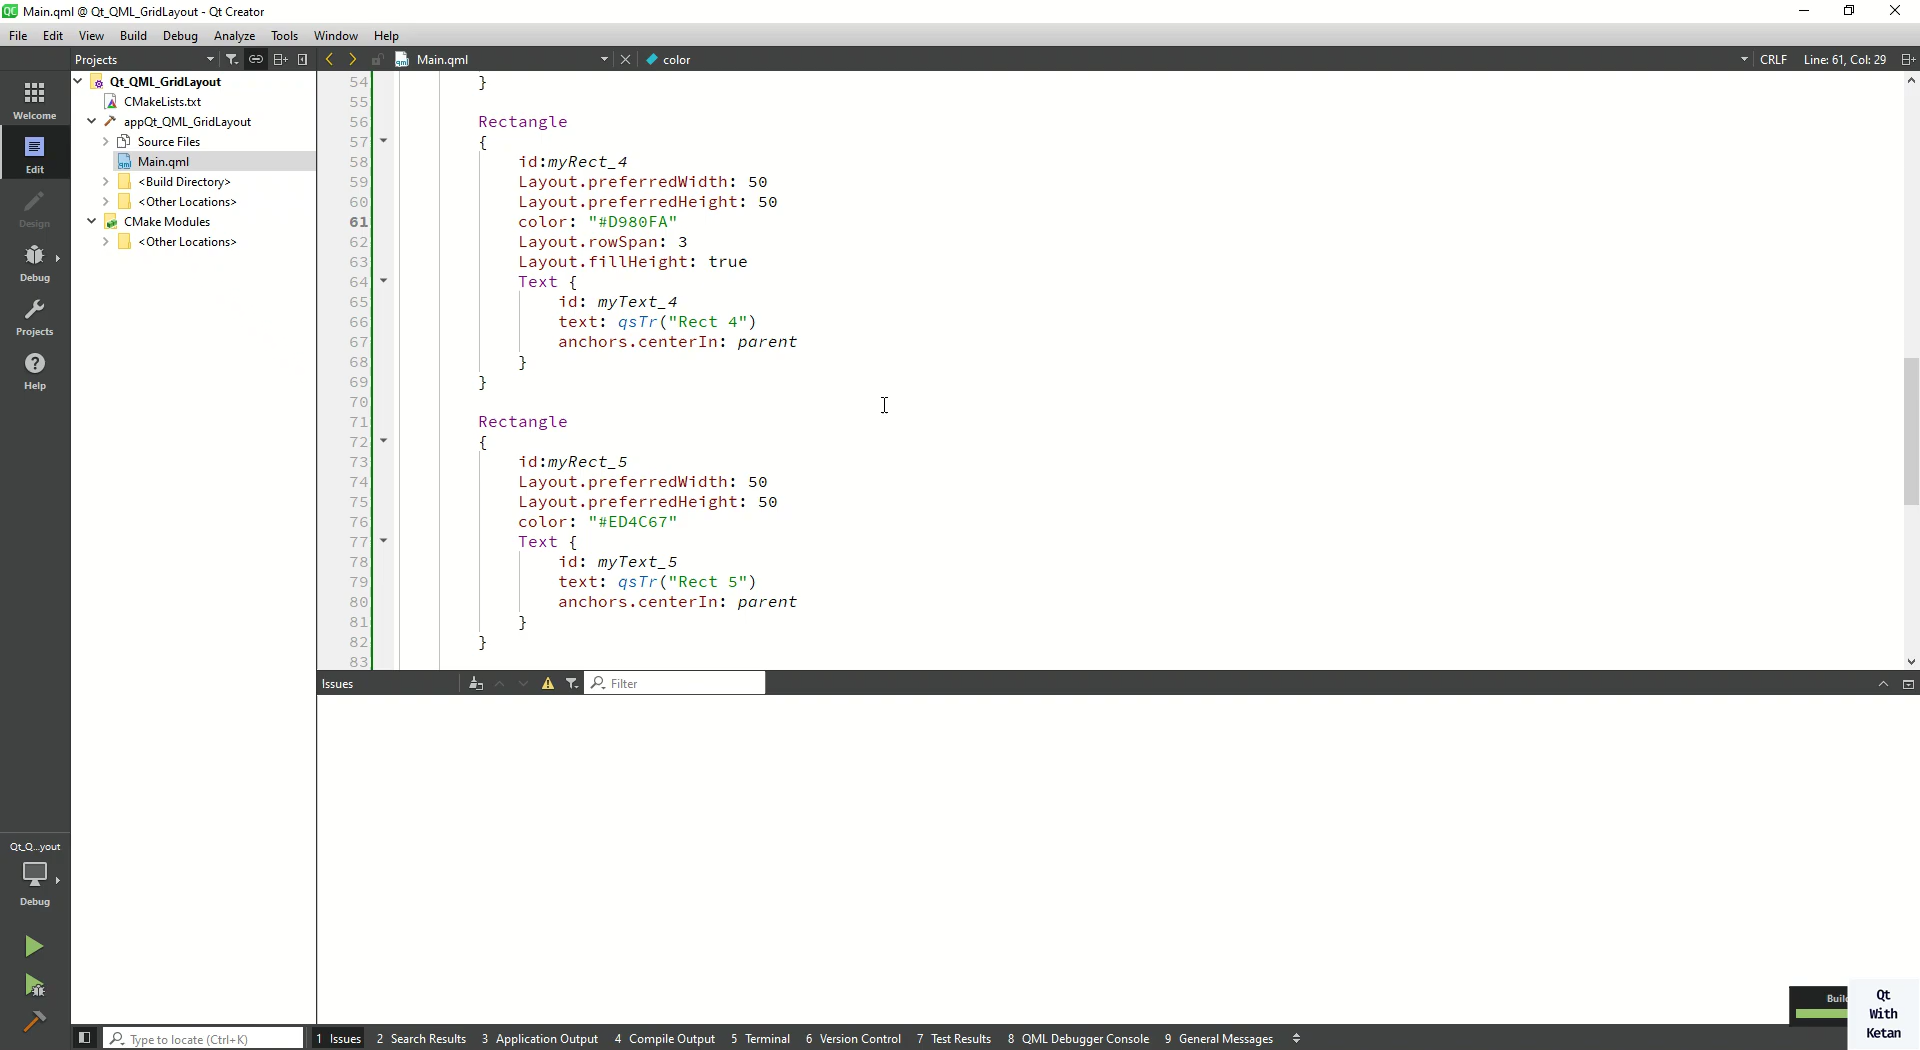 Main.qml @ Qt_QML_GridLayout - Qt Creator
File Edit View Build Debug Analyze Tools Window Help
Projects Main.qml color CRLF Line: 61, Col: 29
Welcome
Edit
Design
Debug
Projects
Help
Qt_QML_GridLayout
CMakeLists.txt
appQt_QML_GridLayout
Source Files
Main.qml
<Build Directory>
<Other Locations>
CMake Modules
<Other Locations>
54 }
55
56 Rectangle
57 {
58 id:myRect_4
59 Layout.preferredWidth: 50
60 Layout.preferredHeight: 50
61 color: "#D980FA"
62 Layout.rowSpan: 3
63 Layout.fillHeight: true
64 Text {
65 id: myText_4
66 text: qsTr("Rect 4")
67 anchors.centerIn: parent
68 }
69 }
70
71 Rectangle
72 {
73 id:myRect_5
74 Layout.preferredWidth: 50
75 Layout.preferredHeight: 50
76 color: "#ED4C67"
77 Text {
78 id: myText_5
79 text: qsTr("Rect 5")
80 anchors.centerIn: parent
81 }
82 }
83
Issues Filter
Qt_Q...yout
Debug
Qt
With
Ketan
Type to locate (Ctrl+K) 1 Issues 2 Search Results 3 Application Output 4 Compile Output 5 Terminal 6 Version Control 7 Test Results 8 QML Debugger Console 9 General Messages